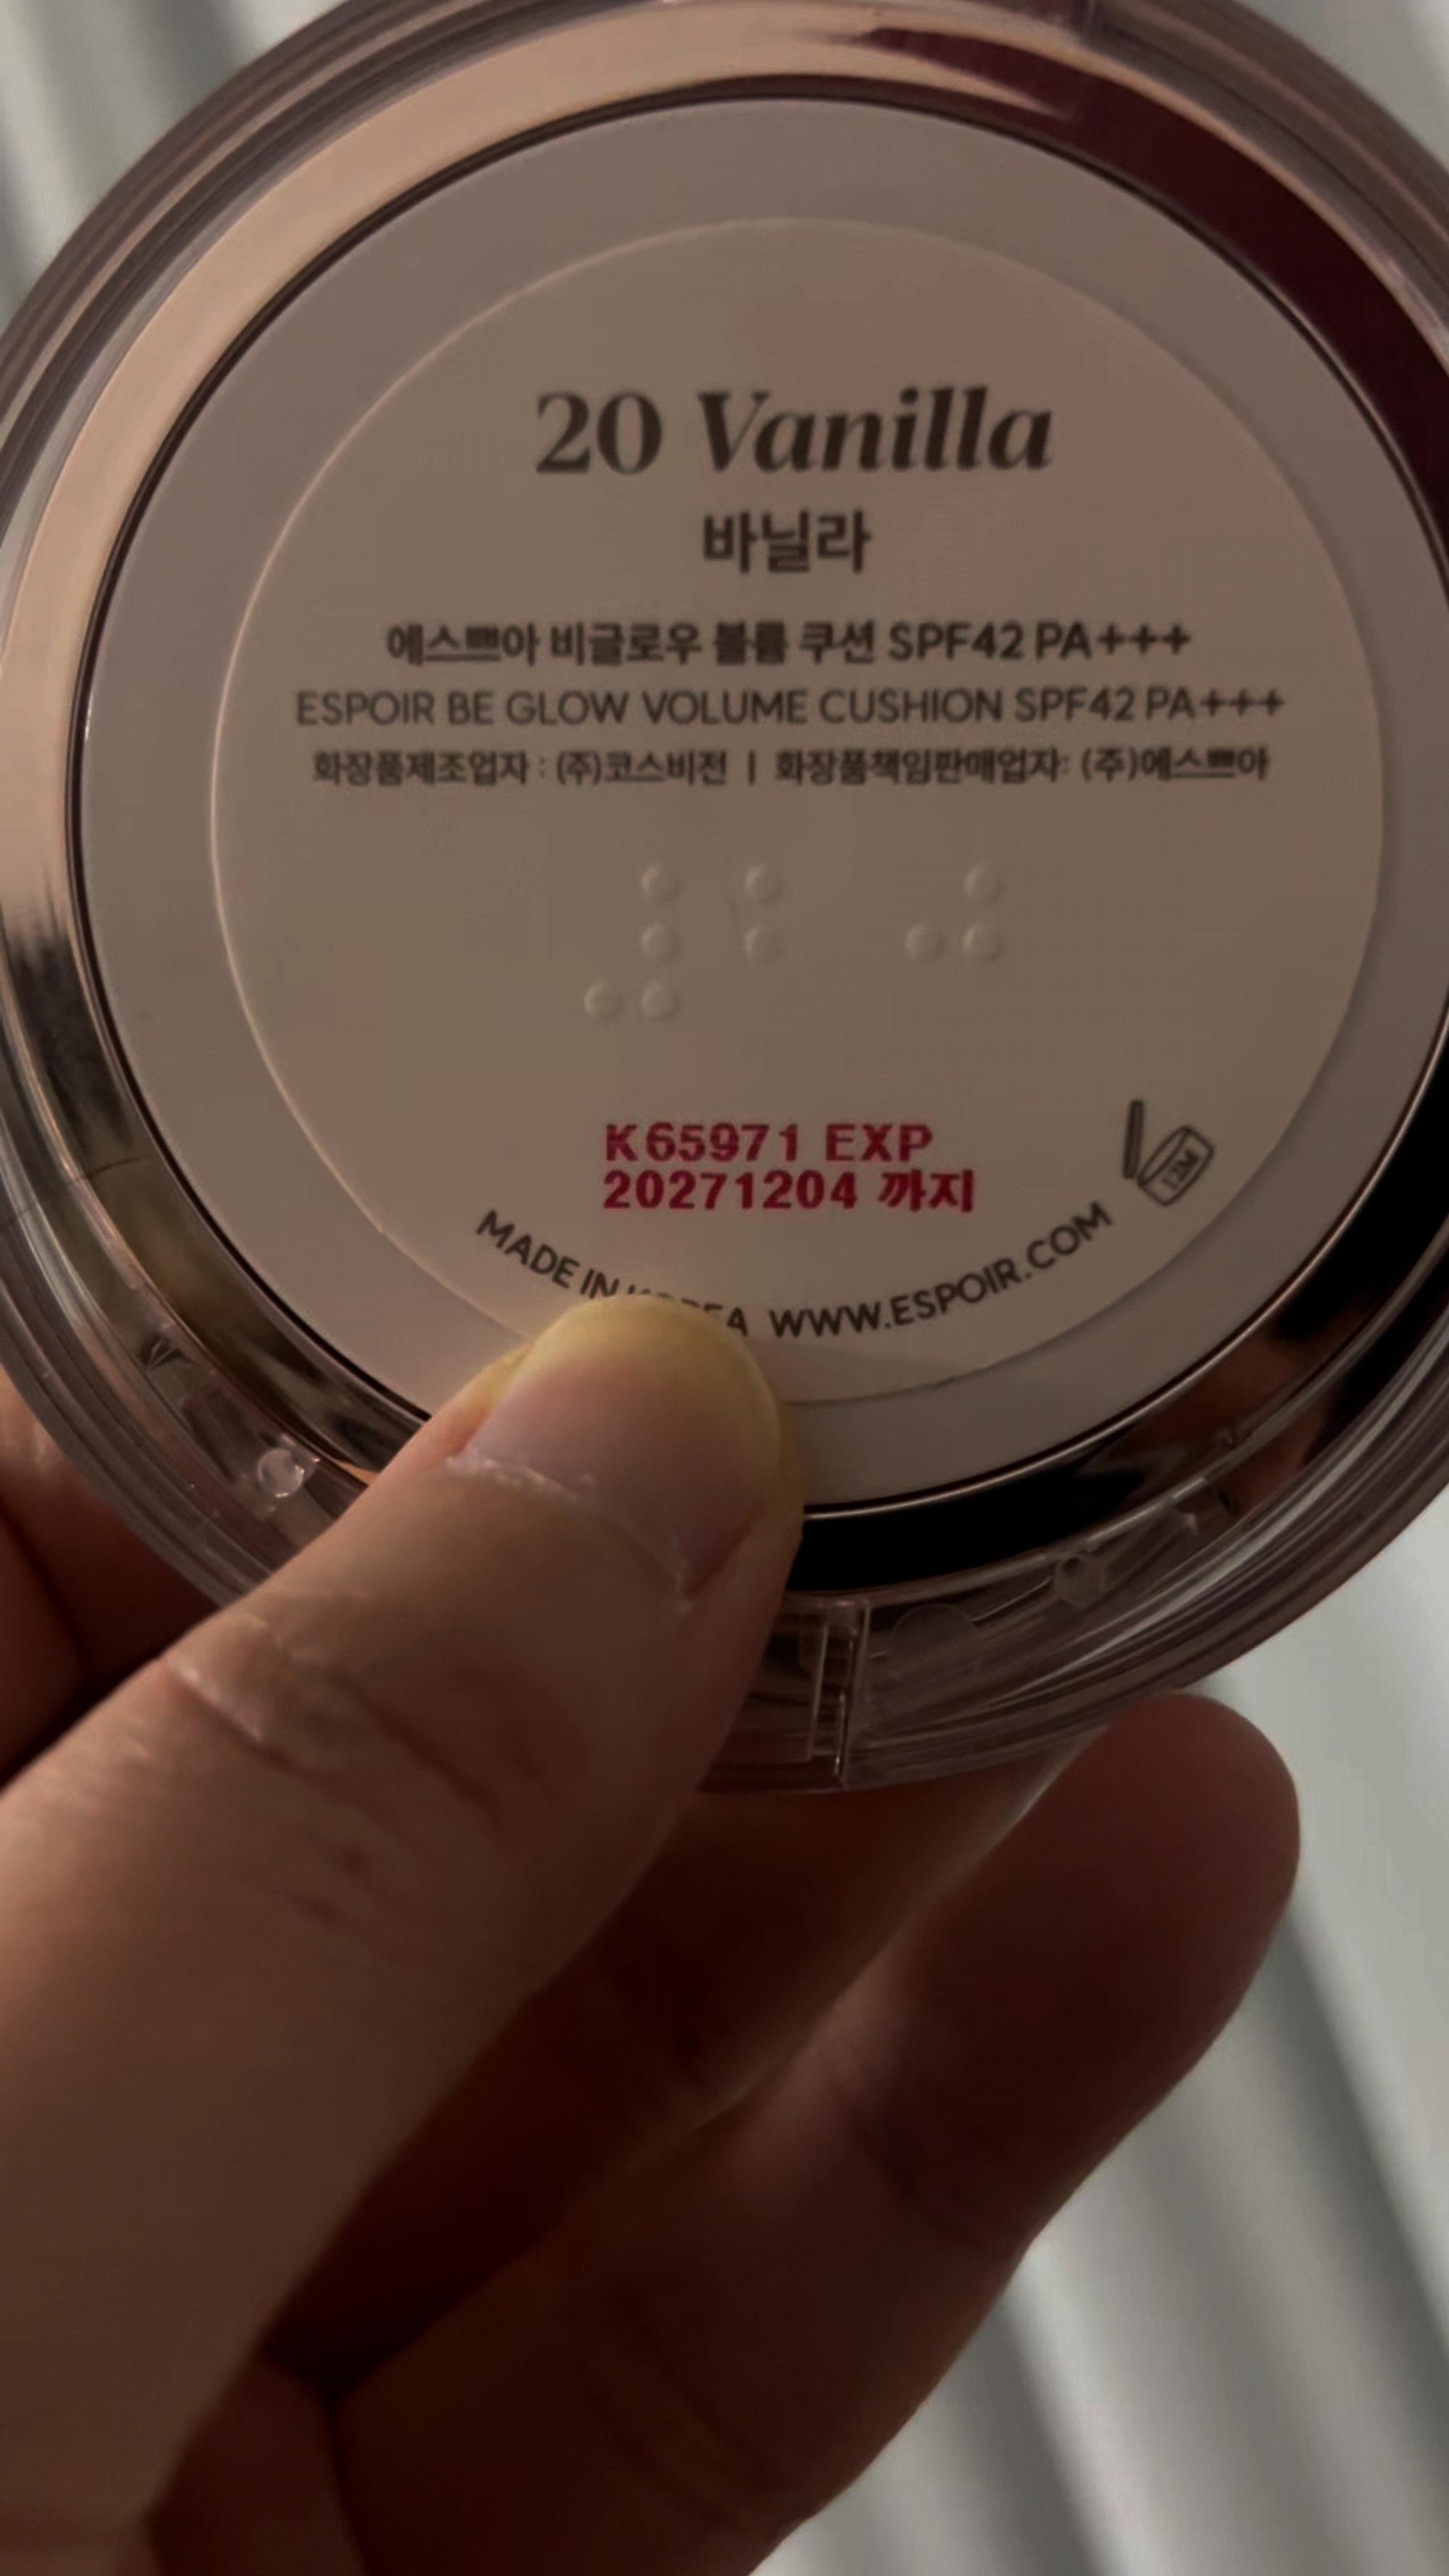 20 Vanilla
바닐라
에스쁘아 비글로우 볼륨 쿠션 SPF42 PA+++
ESPOIR BE GLOW VOLUME CUSHION SPF42 PA+++
화장품제조업자 : (주)코스비전 | 화장품책임판매업자: (주)에스쁘아
K65971 EXP
20271204 까지
12M
MADE IN KOREA WWW.ESPOIR.COM